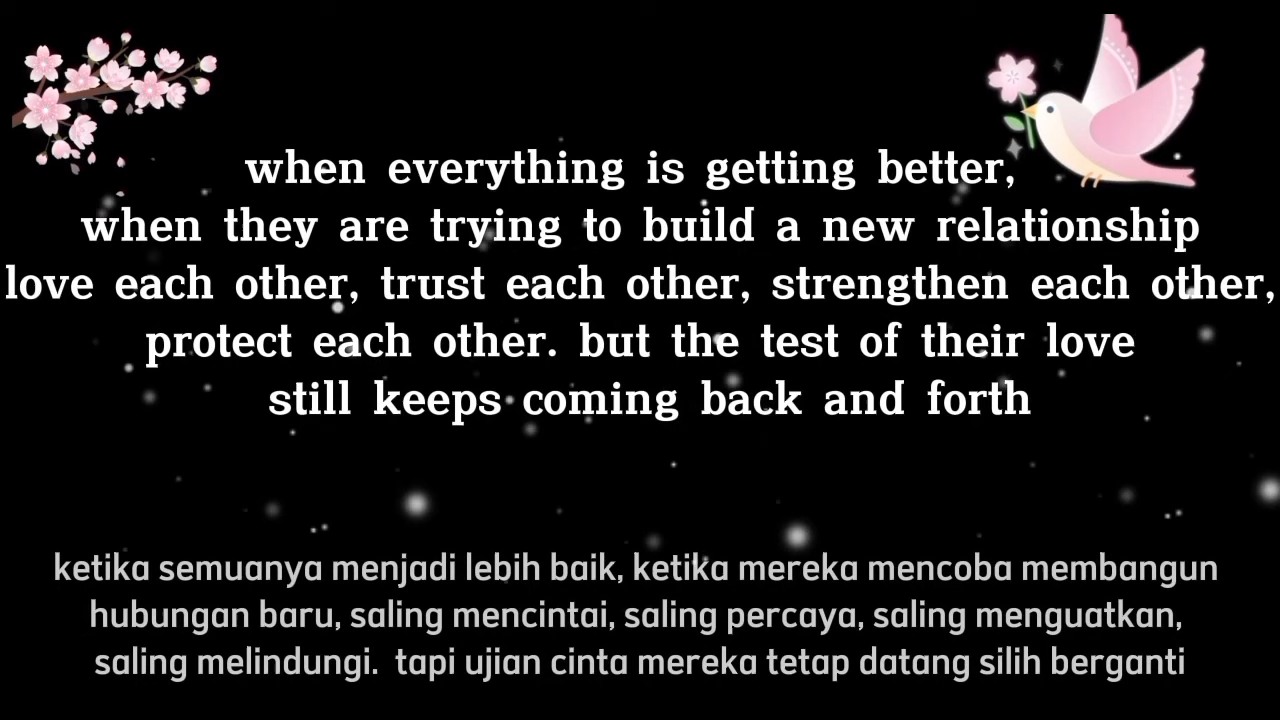 when everything is getting better,
when they are trying to build a new relationship
love each other, trust each other, strengthen each other,
protect each other. but the test of their love
still keeps coming back and forth
ketika semuanya menjadi lebih baik, ketika mereka mencoba membangun
hubungan baru, saling mencintai, saling percaya, saling menguatkan,
saling melindungi. tapi ujian cinta mereka tetap datang silih berganti